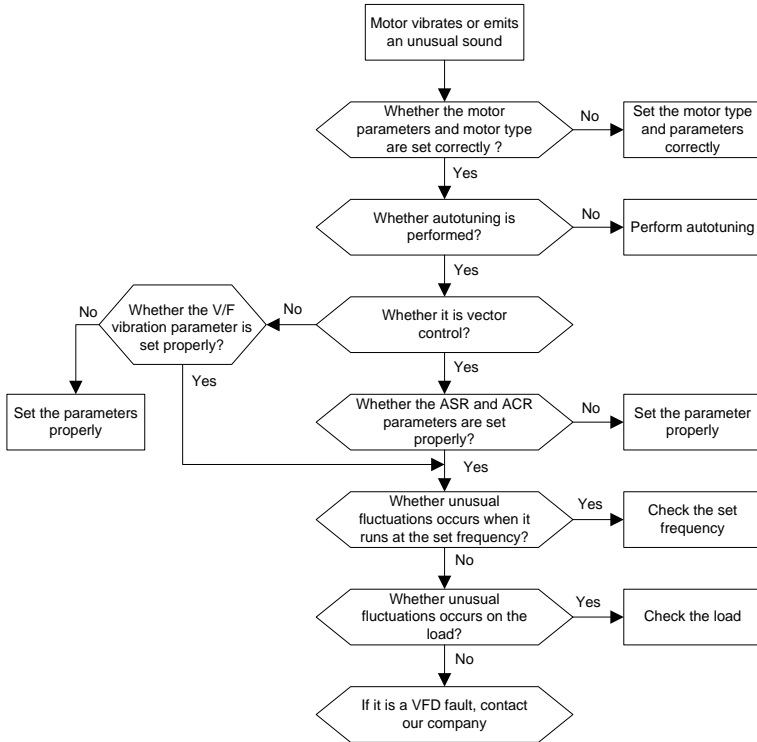 Motor vibrates or emits
an unusual sound
Whether the motor
parameters and motor type
are set correctly ?
No
Set the motor type
and parameters
correctly
Yes
Whether autotuning is
performed?
No
Perform autotuning
Yes
Whether it is vector
control?
No
Whether the V/F
vibration parameter is
set properly?
No
Set the parameters
properly
Yes
Yes
Whether the ASR and ACR
parameters are set
properly?
No
Set the parameter
properly
Yes
Whether unusual
fluctuations occurs when it
runs at the set frequency?
Yes
Check the set
frequency
No
Whether unusual
fluctuations occurs on the
load?
Yes
Check the load
No
If it is a VFD fault, contact
our company